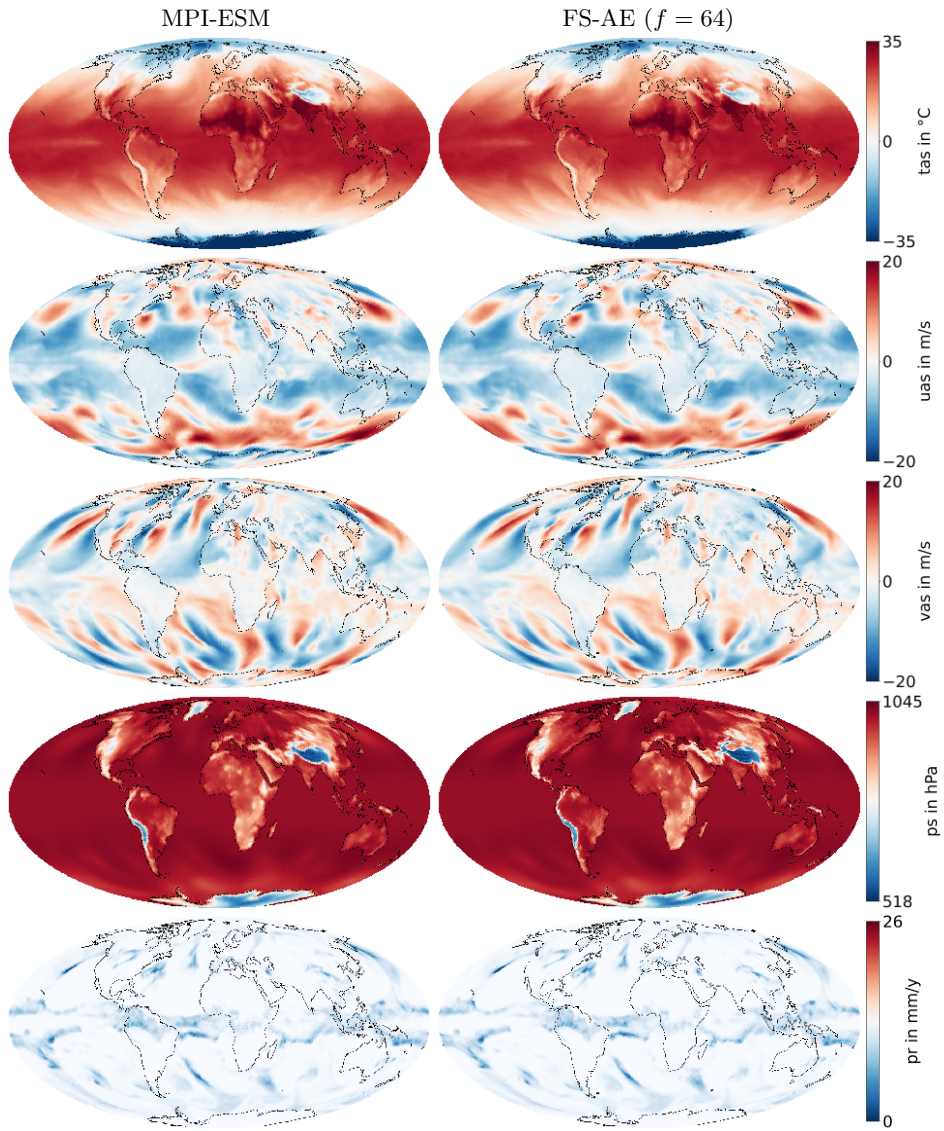 MPI-ESM
FS-AE (f = 64)
35
0
−35
tas in °C
20
0
−20
uas in m/s
20
0
−20
vas in m/s
1045
518
ps in hPa
26
0
pr in mm/y